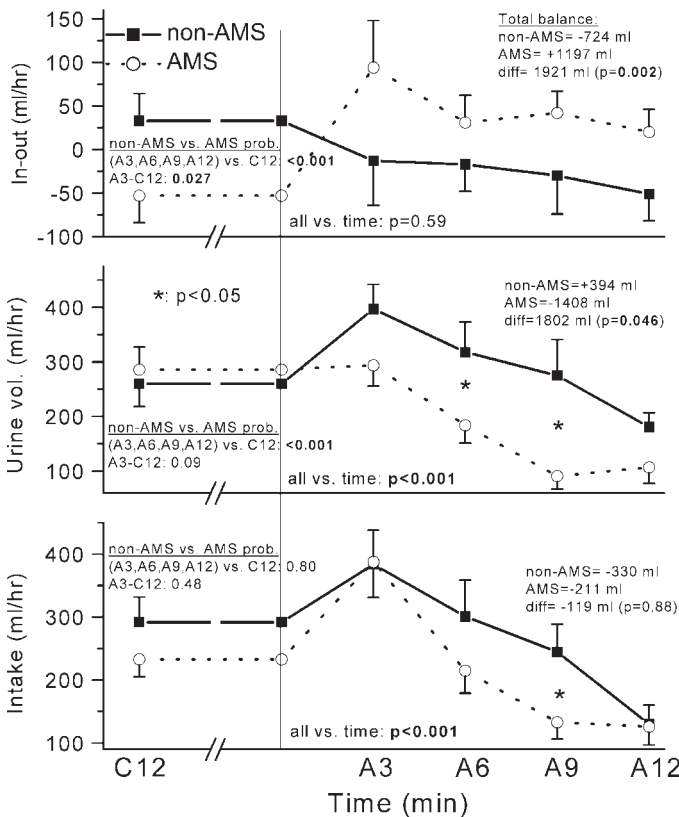 non-AMS
AMS
Total balance:
non-AMS= -724 ml
AMS= +1197 ml
diff= 1921 ml (p=0.002)
150
100
50
0
-50
-100
In-out (ml/hr)
non-AMS vs. AMS prob.
(A3,A6,A9,A12) vs. C12: <0.001
A3-C12: 0.027
all vs. time: p=0.59
400
300
200
100
Urine vol. (ml/hr)
*: p<0.05
non-AMS=+394 ml
AMS=-1408 ml
diff=1802 ml (p=0.046)
*
*
non-AMS vs. AMS prob.
(A3,A6,A9,A12) vs. C12: <0.001
A3-C12: 0.09
all vs. time: p<0.001
400
300
200
100
Intake (ml/hr)
non-AMS vs. AMS prob.
(A3,A6,A9,A12) vs. C12: 0.80
A3-C12: 0.48
non-AMS= -330 ml
AMS=-211 ml
diff= -119 ml (p=0.88)
*
all vs. time: p<0.001
C12 A3 A6 A9 A12
Time (min)